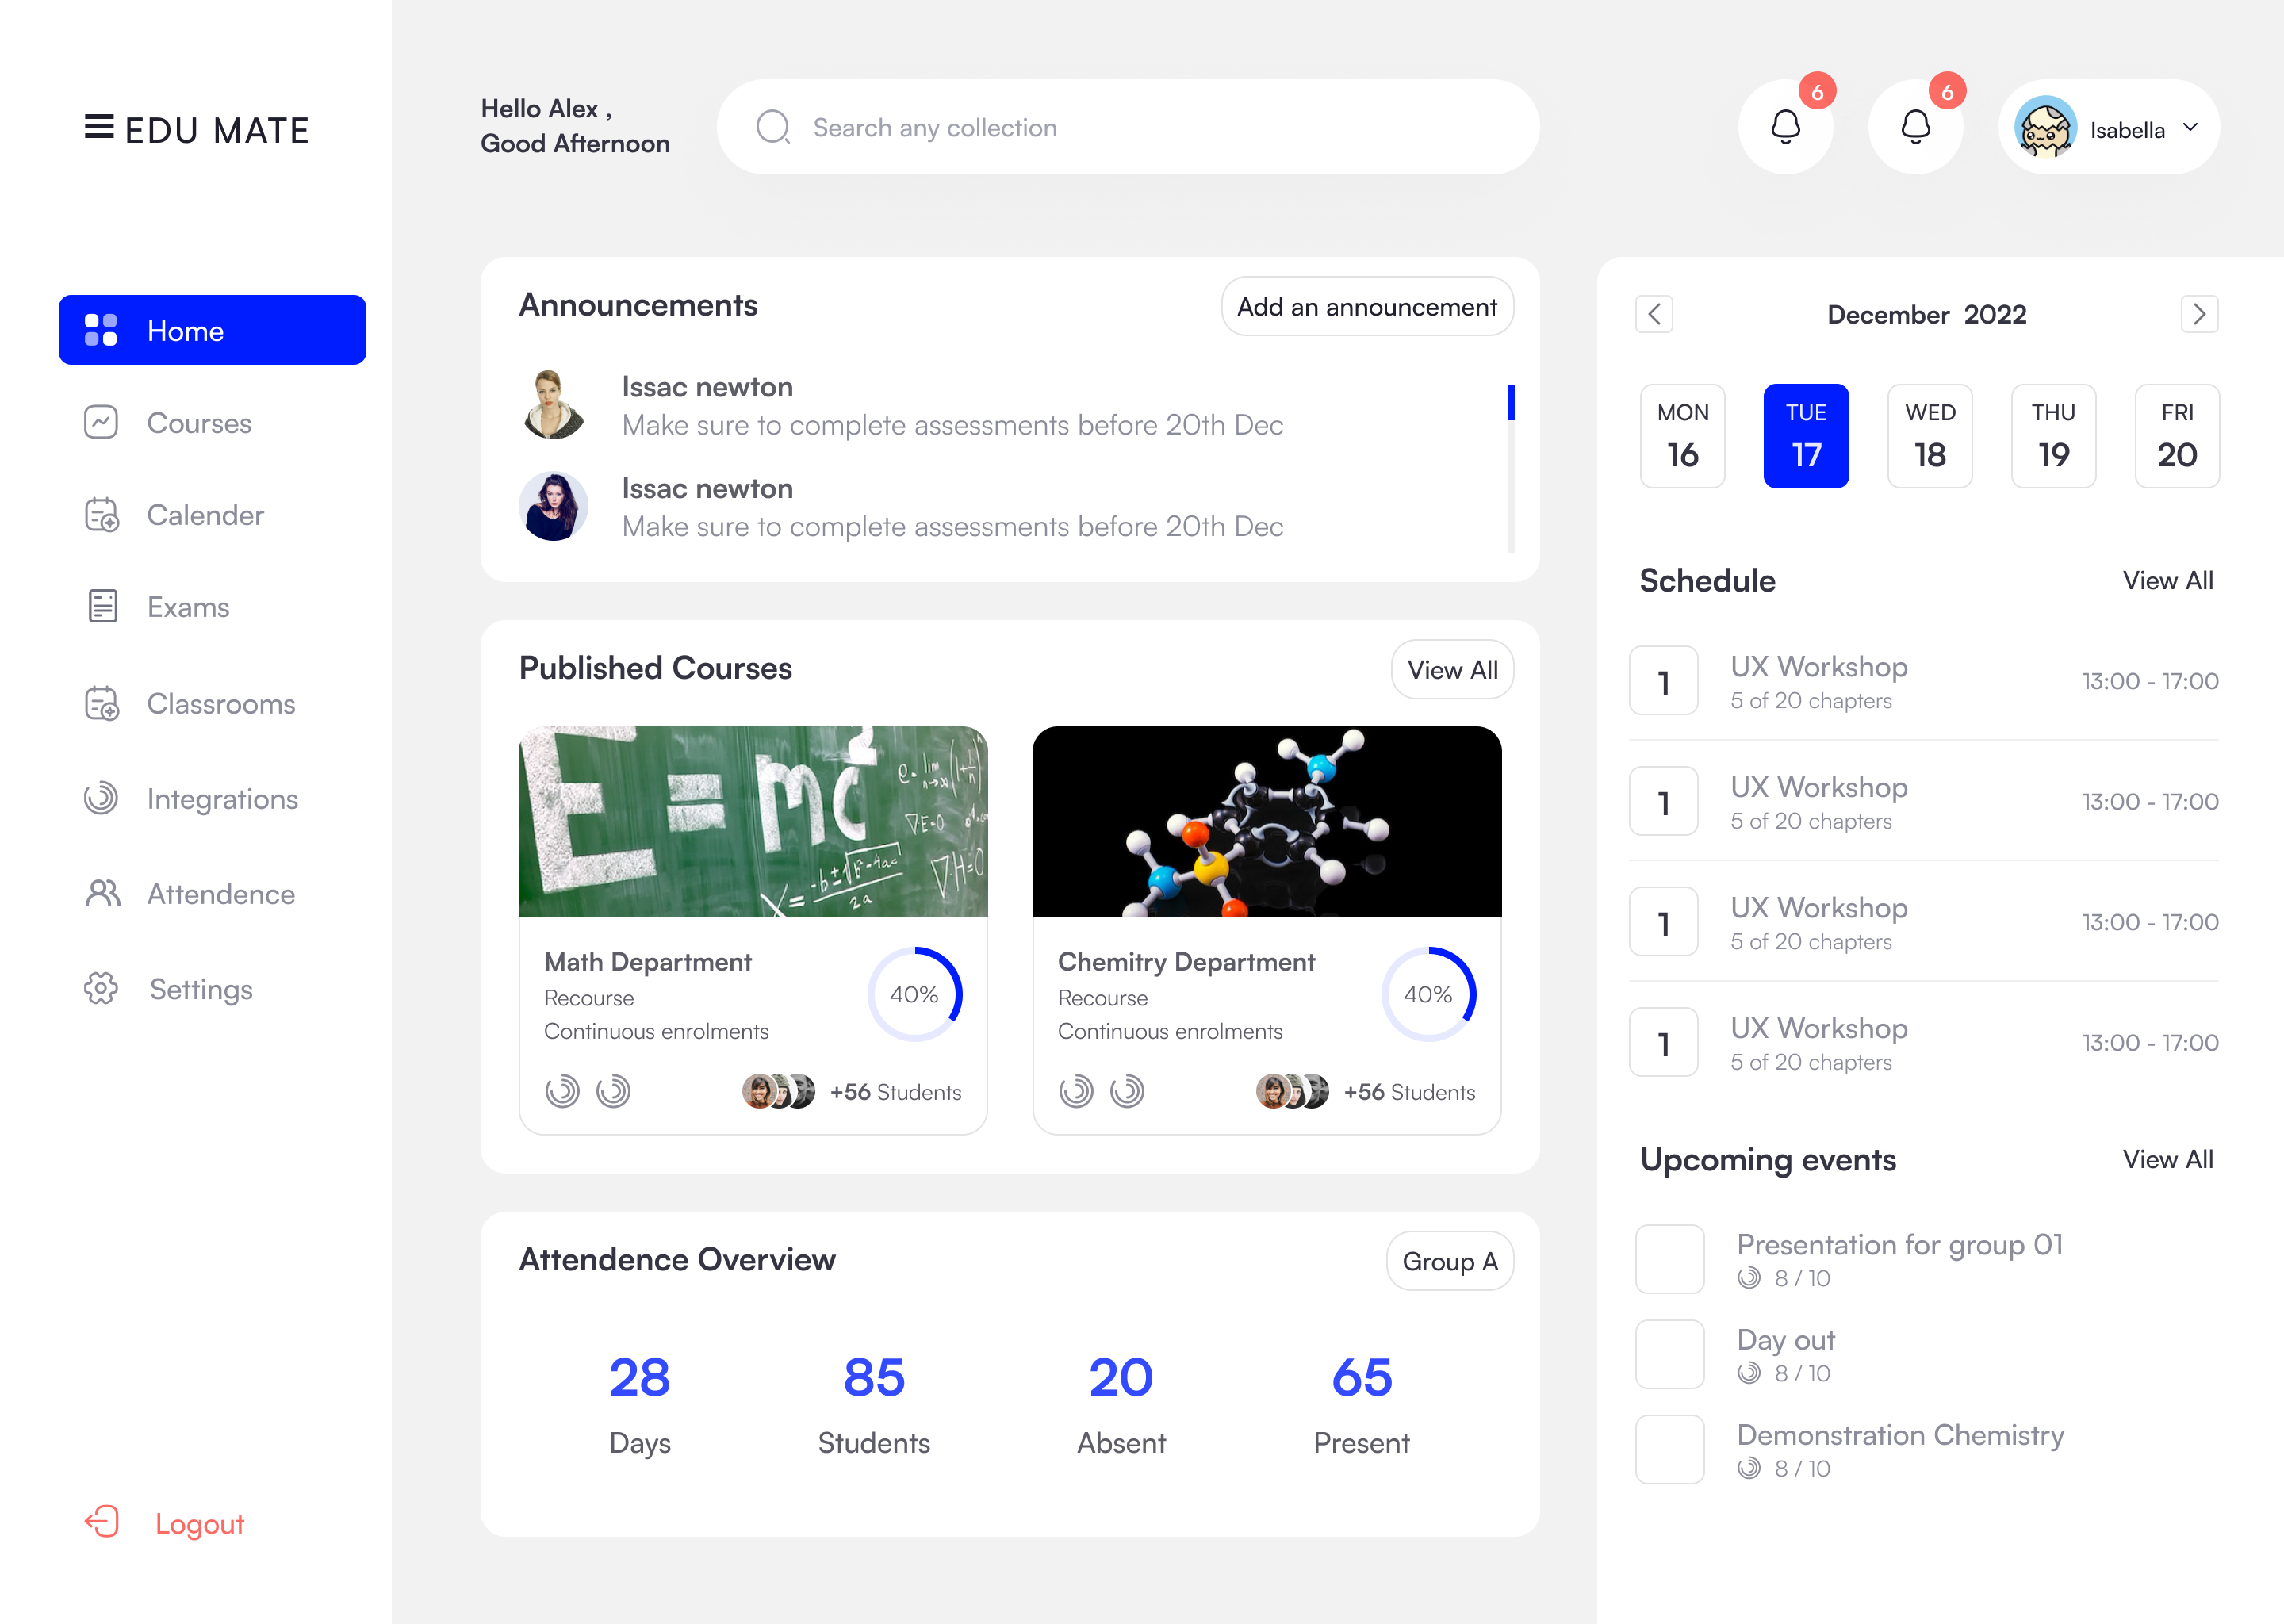 EDU MATE
Hello Alex ,
Good Afternoon
Search any collection
6
6
Isabella
Home
Courses
Calender
Exams
Classrooms
Integrations
Attendence
Settings
Logout
Announcements
Add an announcement
Issac newton
Make sure to complete assessments before 20th Dec
Issac newton
Make sure to complete assessments before 20th Dec
Published Courses
View All
E = mc²
∇·E=0
∇·H=0
x = -b±√b²-4ac
2a
Math Department
Recourse
Continuous enrolments
40%
+56 Students
Chemitry Department
Recourse
Continuous enrolments
40%
+56 Students
Attendence Overview
Group A
28
Days
85
Students
20
Absent
65
Present
December 2022
MON
16
TUE
17
WED
18
THU
19
FRI
20
Schedule
View All
1
UX Workshop
5 of 20 chapters
13:00 - 17:00
1
UX Workshop
5 of 20 chapters
13:00 - 17:00
1
UX Workshop
5 of 20 chapters
13:00 - 17:00
1
UX Workshop
5 of 20 chapters
13:00 - 17:00
Upcoming events
View All
Presentation for group 01
8 / 10
Day out
8 / 10
Demonstration Chemistry
8 / 10